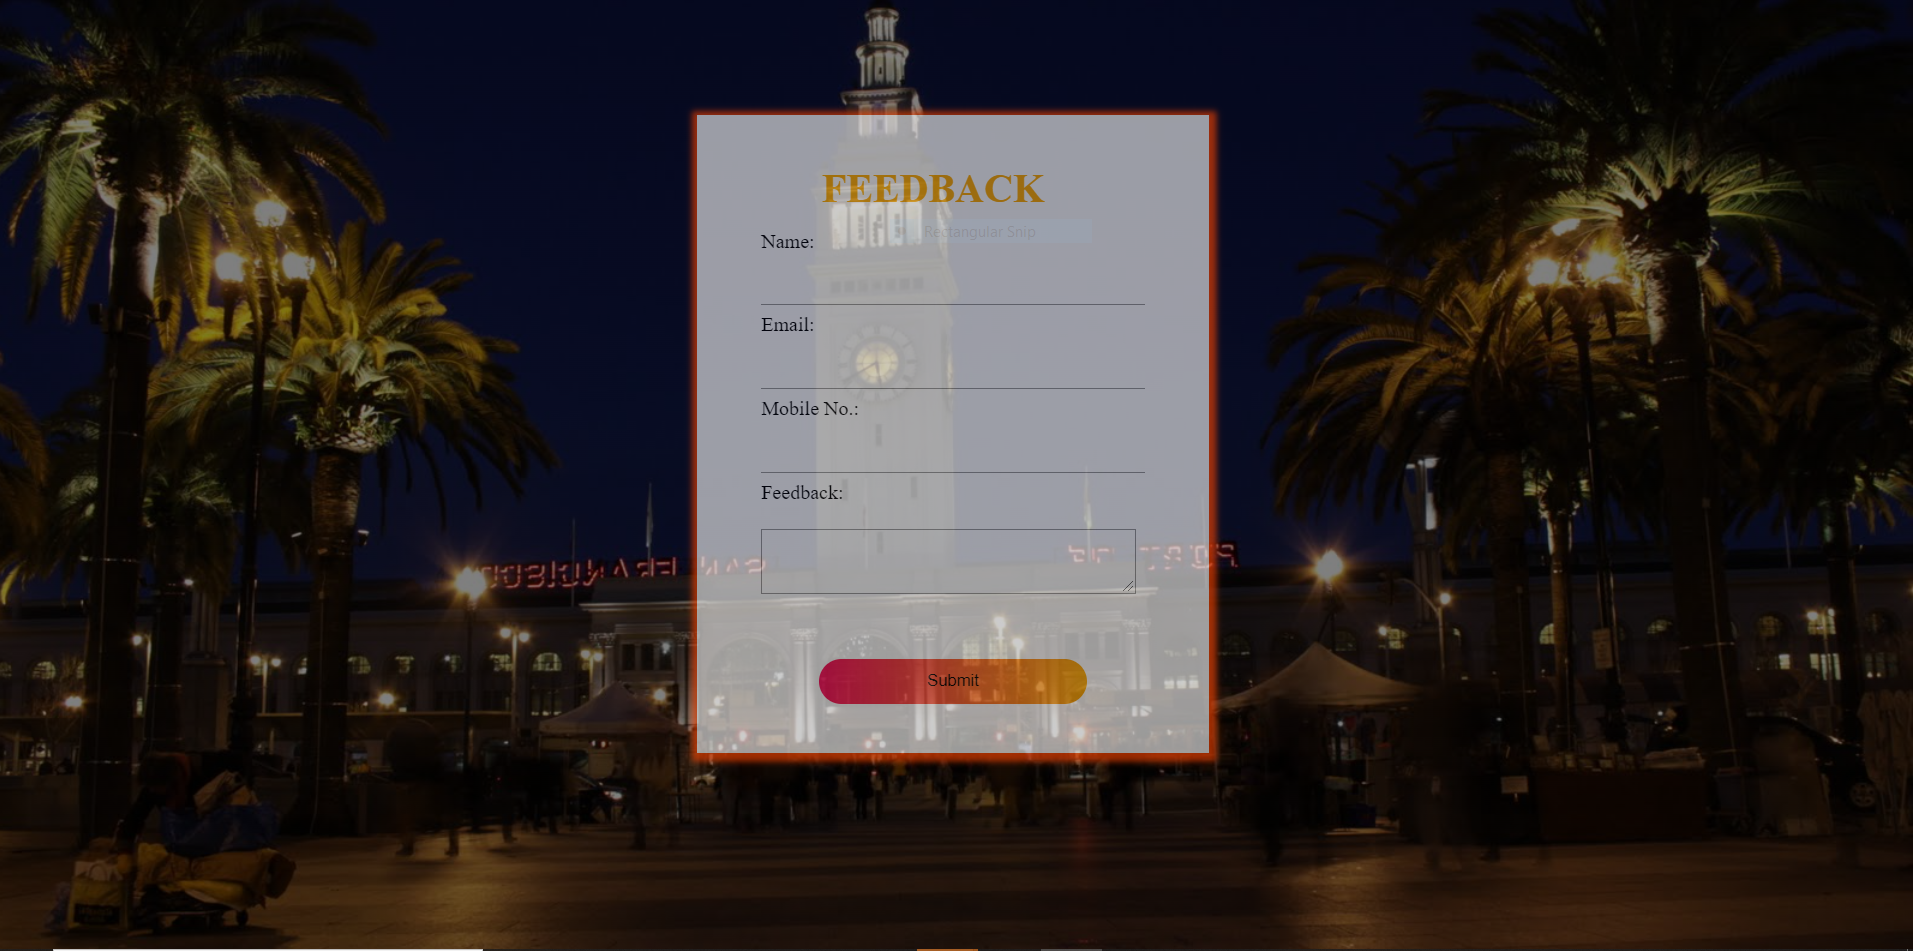 FEEDBACK
Rectangular Snip
Name:
Email:
Mobile No.:
Feedback:
Submit